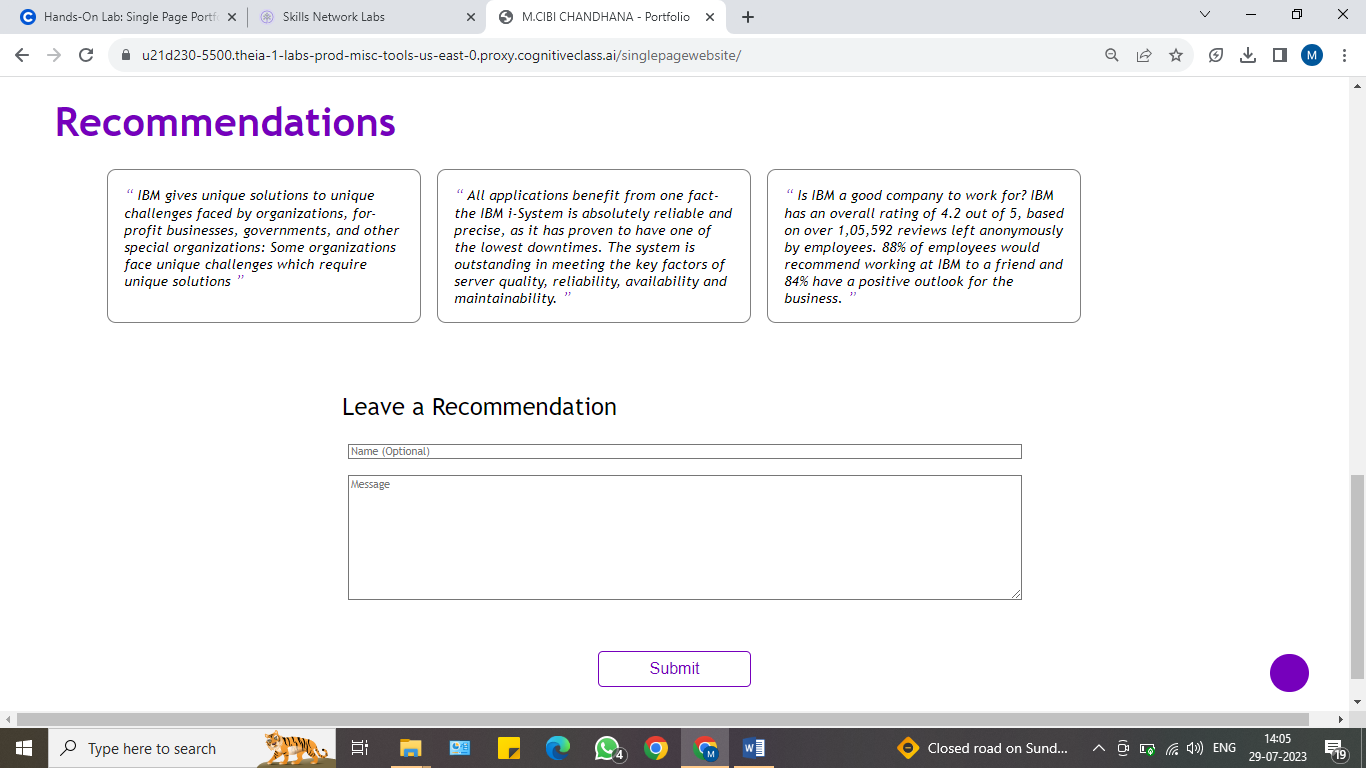 Hands-On Lab: Single Page Portf
Skills Network Labs
M.CIBI CHANDHANA - Portfolio
u21d230-5500.theia-1-labs-prod-misc-tools-us-east-0.proxy.cognitiveclass.ai/singlepagewebsite/
M
Recommendations
“ IBM gives unique solutions to unique
challenges faced by organizations, for-
profit businesses, governments, and other
special organizations: Some organizations
face unique challenges which require
unique solutions ”
“ All applications benefit from one fact-
the IBM i-System is absolutely reliable and
precise, as it has proven to have one of
the lowest downtimes. The system is
outstanding in meeting the key factors of
server quality, reliability, availability and
maintainability. ”
“ Is IBM a good company to work for? IBM
has an overall rating of 4.2 out of 5, based
on over 1,05,592 reviews left anonymously
by employees. 88% of employees would
recommend working at IBM to a friend and
84% have a positive outlook for the
business. ”
Leave a Recommendation
Name (Optional)
Message
Submit
Type here to search
4
M
W
Closed road on Sund...
ENG
14:05
29-07-2023
19